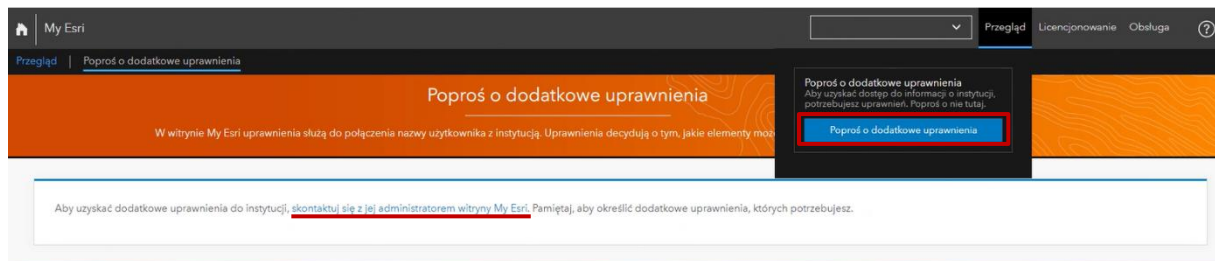 My Esri
Przegląd Licencjonowanie Obsługa ?
Przegląd | Poproś o dodatkowe uprawnienia
Poproś o dodatkowe uprawnienia
W witrynie My Esri uprawnienia służą do połączenia nazwy użytkownika z instytucją. Uprawnienia decydują o tym, jakie elementy moż
Poproś o dodatkowe uprawnienia
Aby uzyskać dostęp do informacji o instytucji,
potrzebujesz uprawnień. Poproś o nie tutaj.
Poproś o dodatkowe uprawnienia
Aby uzyskać dodatkowe uprawnienia do instytucji, skontaktuj się z jej administratorem witryny My Esri. Pamiętaj, aby określić dodatkowe uprawnienia, których potrzebujesz.